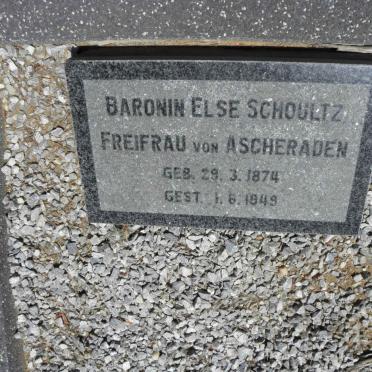 BARONIN ELSE SCHOULTZ
FREIFRAU VON ASCHERADEN
GEB. 29. 3. 1874
GEST. 1. 6. 1949